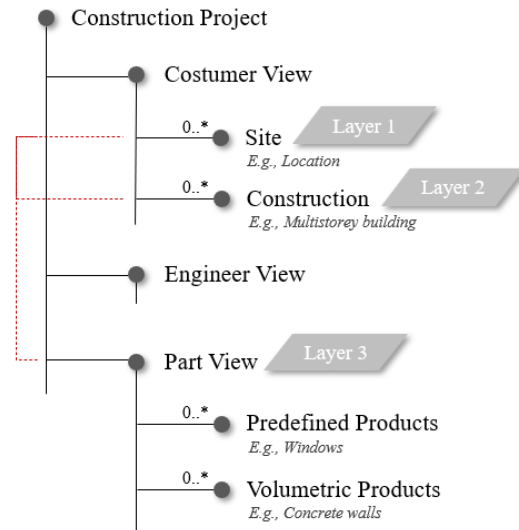 Construction Project
Costumer View
0..* Site Layer 1
E.g., Location
0..* Construction Layer 2
E.g., Multistorey building
Engineer View
Part View Layer 3
0..* Predefined Products
E.g., Windows
0..* Volumetric Products
E.g., Concrete walls